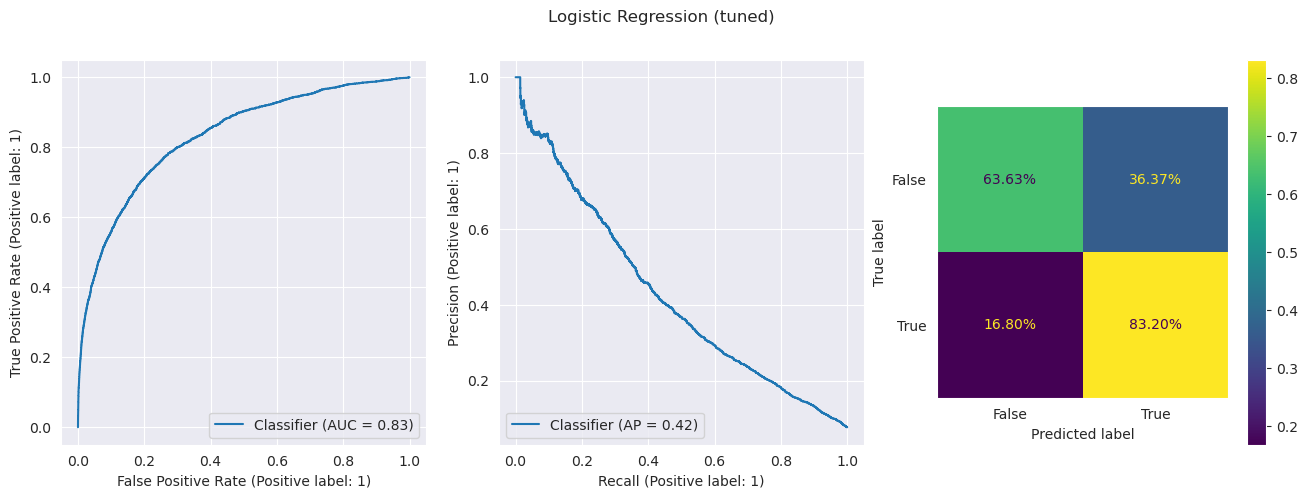 Logistic Regression (tuned)
True Positive Rate (Positive label: 1)
1.0
0.8
0.6
0.4
0.2
0.0
Classifier (AUC = 0.83)
0.0 0.2 0.4 0.6 0.8 1.0
False Positive Rate (Positive label: 1)
Precision (Positive label: 1)
1.0
0.8
0.6
0.4
0.2
Classifier (AP = 0.42)
0.0 0.2 0.4 0.6 0.8 1.0
Recall (Positive label: 1)
True label
False 63.63% 36.37%
True 16.80% 83.20%
False True
Predicted label
0.8
0.7
0.6
0.5
0.4
0.3
0.2